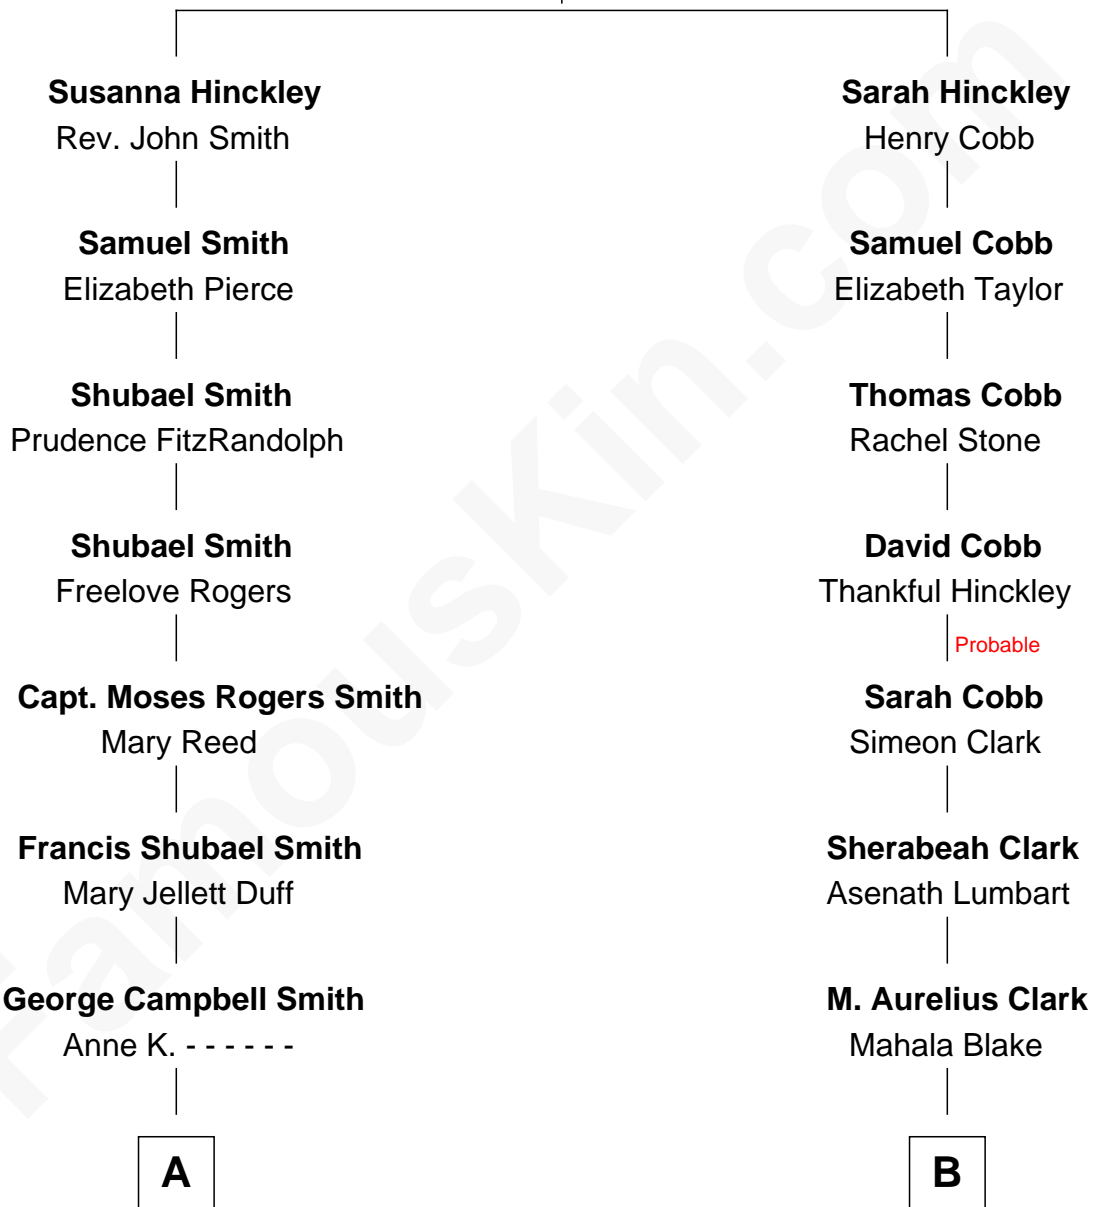 Susanna Hinckley
Rev. John Smith
Samuel Smith
Elizabeth Pierce
Shubael Smith
Prudence FitzRandolph
Shubael Smith
Freelove Rogers
Capt. Moses Rogers Smith
Mary Reed
Francis Shubael Smith
Mary Jellett Duff
George Campbell Smith
Anne K. - - - - - -
A
Sarah Hinckley
Henry Cobb
Samuel Cobb
Elizabeth Taylor
Thomas Cobb
Rachel Stone
David Cobb
Thankful Hinckley
Probable
Sarah Cobb
Simeon Clark
Sherabeah Clark
Asenath Lumbart
M. Aurelius Clark
Mahala Blake
B
FamousKin.com